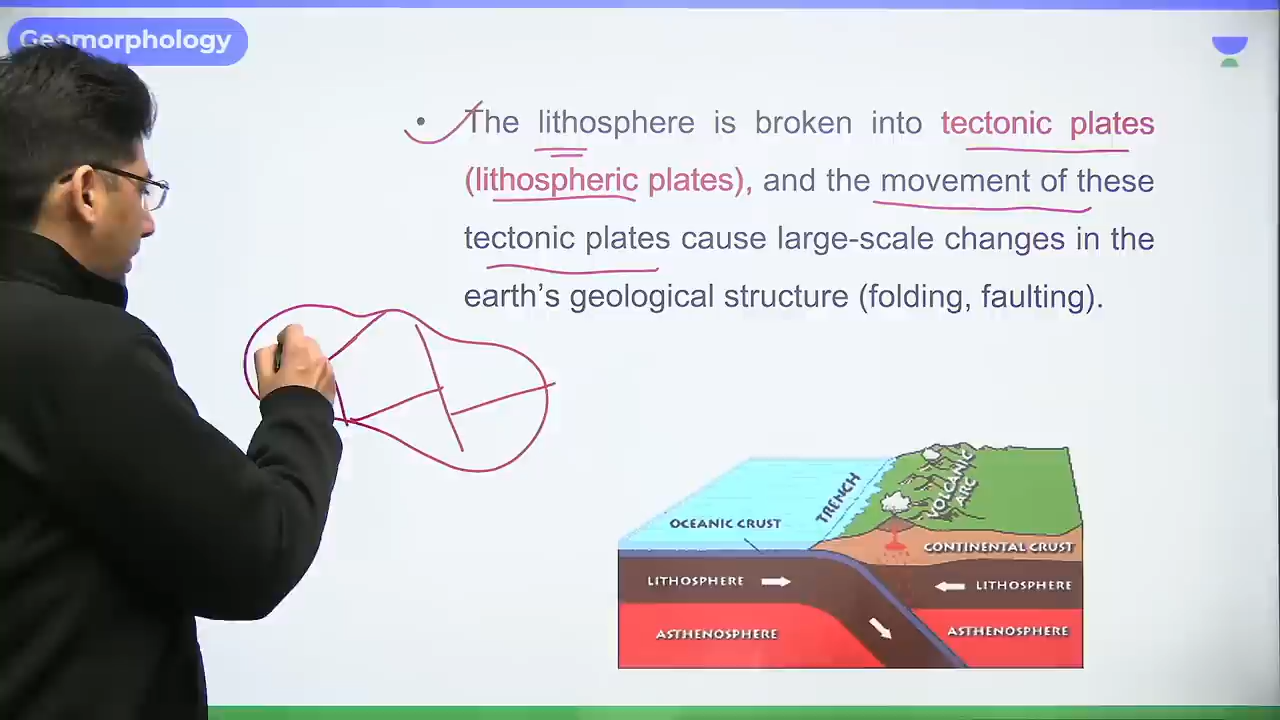 Geomorphology
• The lithosphere is broken into tectonic plates
(lithospheric plates), and the movement of these
tectonic plates cause large-scale changes in the
earth’s geological structure (folding, faulting).
TRENCH
VOLCANIC
ARC
OCEANIC CRUST
CONTINENTAL CRUST
LITHOSPHERE
LITHOSPHERE
ASTHENOSPHERE
ASTHENOSPHERE